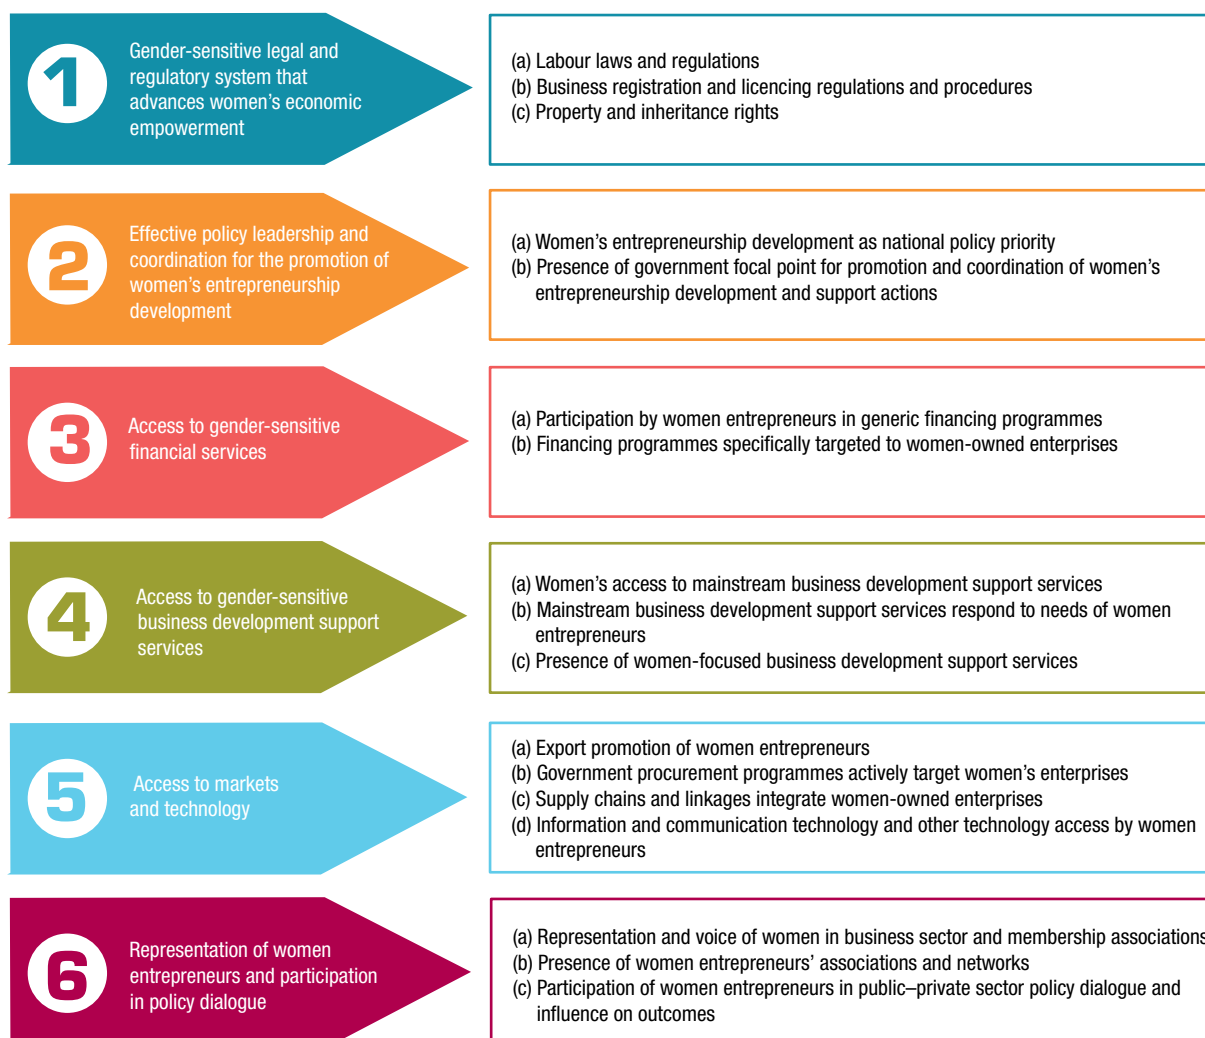 1
Gender-sensitive legal and
regulatory system that
advances women’s economic
empowerment
(a) Labour laws and regulations
(b) Business registration and licencing regulations and procedures
(c) Property and inheritance rights
2
Effective policy leadership and
coordination for the promotion of
women’s entrepreneurship
development
(a) Women’s entrepreneurship development as national policy priority
(b) Presence of government focal point for promotion and coordination of women’s
entrepreneurship development and support actions
3
Access to gender-sensitive
financial services
(a) Participation by women entrepreneurs in generic financing programmes
(b) Financing programmes specifically targeted to women-owned enterprises
4
Access to gender-sensitive
business development support
services
(a) Women’s access to mainstream business development support services
(b) Mainstream business development support services respond to needs of women
entrepreneurs
(c) Presence of women-focused business development support services
5
Access to markets
and technology
(a) Export promotion of women entrepreneurs
(b) Government procurement programmes actively target women’s enterprises
(c) Supply chains and linkages integrate women-owned enterprises
(d) Information and communication technology and other technology access by women
entrepreneurs
6
Representation of women
entrepreneurs and participation
in policy dialogue
(a) Representation and voice of women in business sector and membership associations
(b) Presence of women entrepreneurs’ associations and networks
(c) Participation of women entrepreneurs in public–private sector policy dialogue and
influence on outcomes